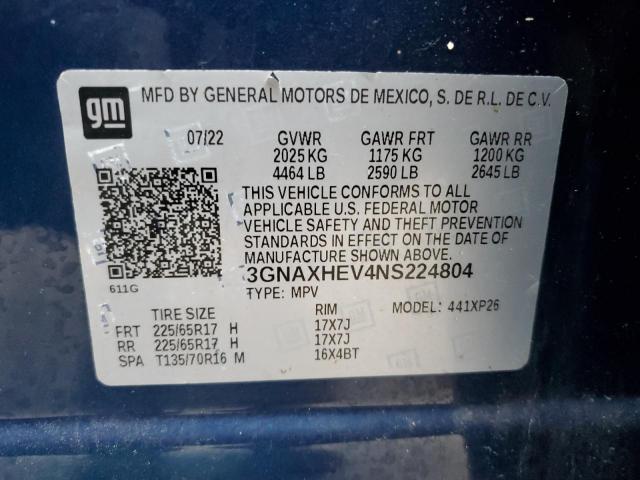 gm
MFD BY GENERAL MOTORS DE MEXICO, S. DE R.L. DE C.V.
07/22 GVWR GAWR FRT GAWR RR
2025 KG 1175 KG 1200 KG
4464 LB 2590 LB 2645 LB
THIS VEHICLE CONFORMS TO ALL
APPLICABLE U.S. FEDERAL MOTOR
VEHICLE SAFETY AND THEFT PREVENTION
STANDARDS IN EFFECT ON THE DATE OF
MANUFACTURE SHOWN ABOVE.
611G
3GNAXHEV4NS224804
TYPE: MPV MODEL: 441XP26
TIRE SIZE RIM
FRT 225/65R17 H 17X7J
RR 225/65R17 H 17X7J
SPA T135/70R16 M 16X4BT